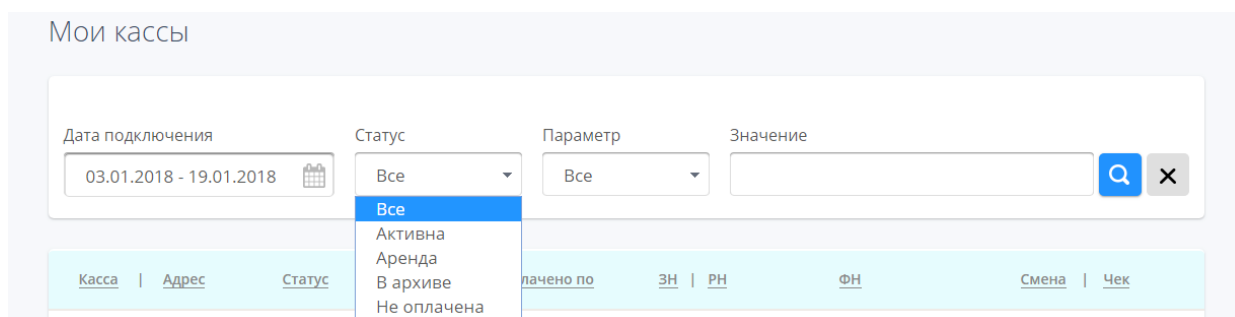 Мои кассы
Дата подключения Статус Параметр Значение
03.01.2018 - 19.01.2018 Все Все
Все
Активна
Аренда
В архиве
Не оплачена
Касса | Адрес Статус лачено по ЗН | РН ФН Смена | Чек